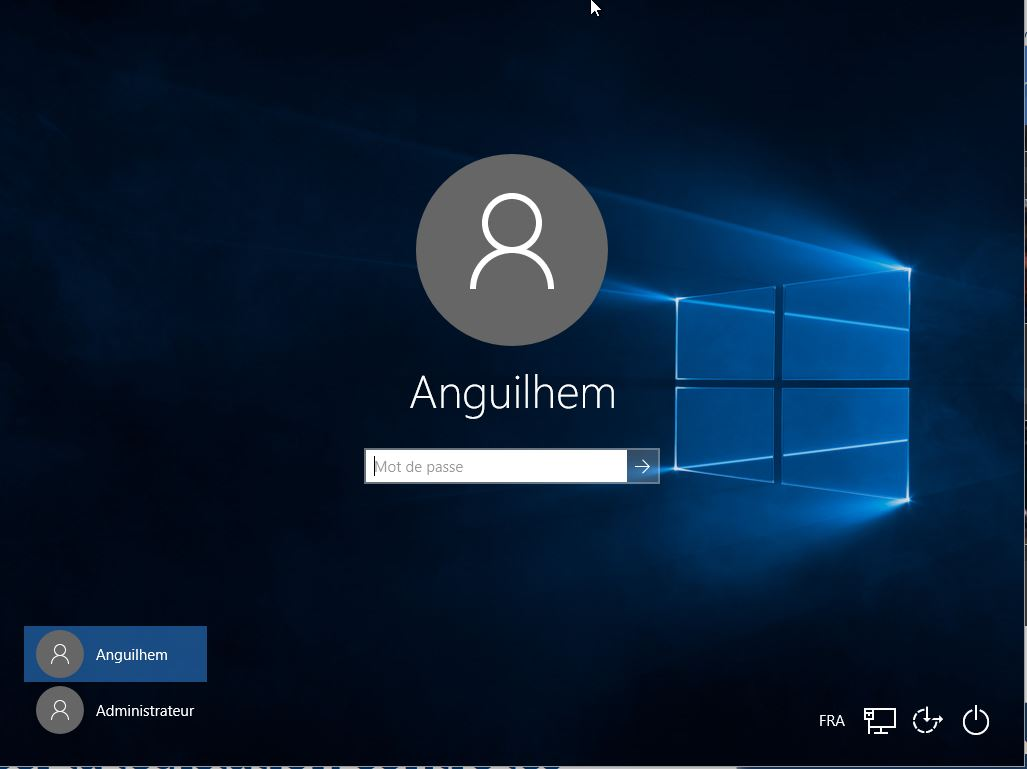 Anguilhem
Mot de passe
Anguilhem
Administrateur
FRA